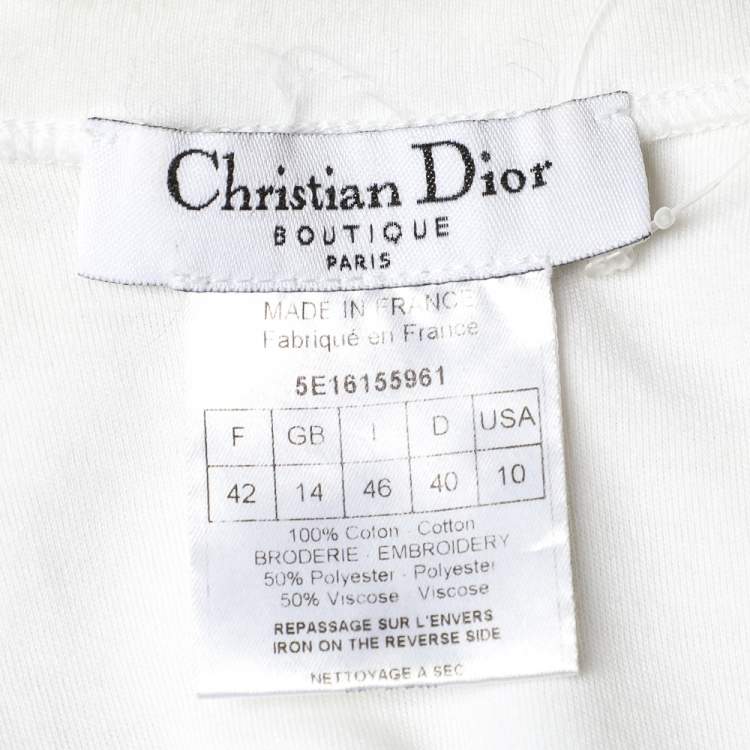 Christian Dior
BOUTIQUE
PARIS
MADE IN FRANCE
Fabriqué en France
5E16155961
F GB I D USA
42 14 46 40 10
100% Coton - Cotton
BRODERIE - EMBROIDERY
50% Polyester - Polyester
50% Viscose - Viscose
REPASSAGE SUR L'ENVERS
IRON ON THE REVERSE SIDE
NETTOYAGE A SEC